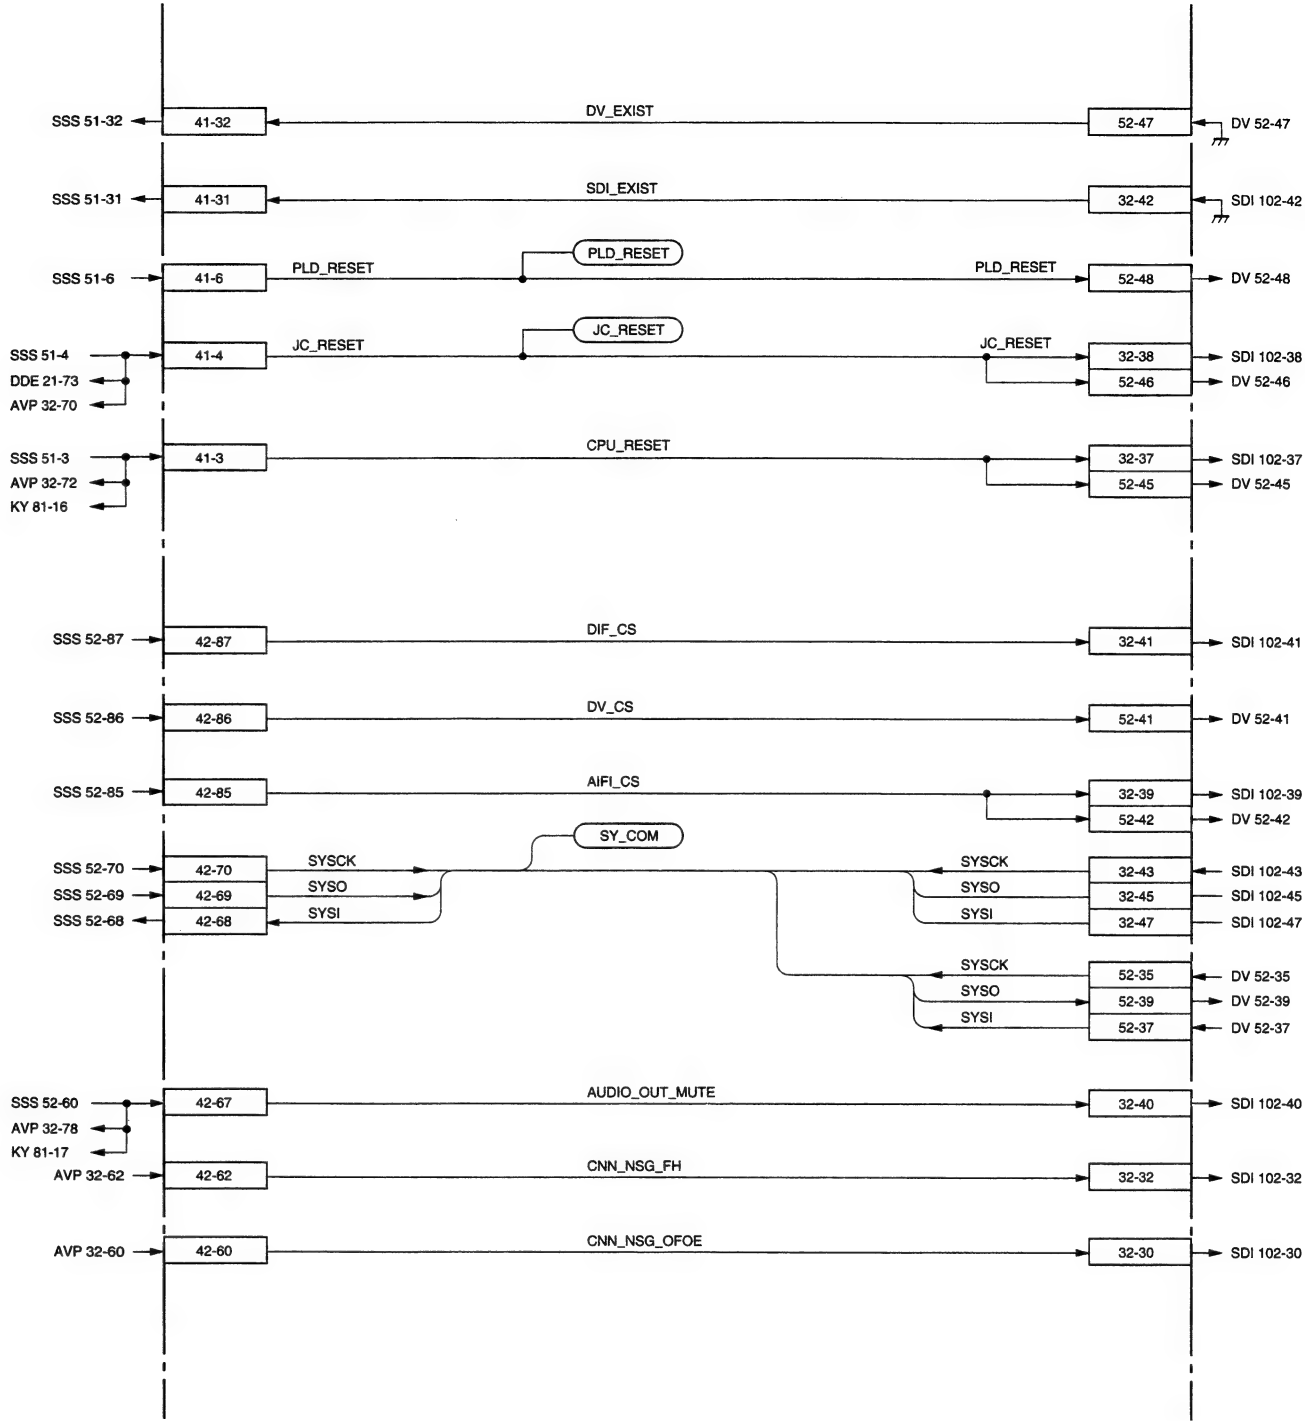 SSS 51-32 41-32 DV_EXIST 52-47 DV 52-47
SSS 51-31 41-31 SDI_EXIST 32-42 SDI 102-42
PLD_RESET
SSS 51-6 41-6 PLD_RESET PLD_RESET 52-48 DV 52-48
JC_RESET
SSS 51-4 41-4 JC_RESET JC_RESET 32-38 SDI 102-38
DDE 21-73 52-46 DV 52-46
AVP 32-70
SSS 51-3 41-3 CPU_RESET 32-37 SDI 102-37
AVP 32-72 52-45 DV 52-45
KY 81-16
SSS 52-87 42-87 DIF_CS 32-41 SDI 102-41
SSS 52-86 42-86 DV_CS 52-41 DV 52-41
SSS 52-85 42-85 AIFI_CS 32-39 SDI 102-39
52-42 DV 52-42
SY_COM
SSS 52-70 42-70 SYSCK SYSCK 32-43 SDI 102-43
SSS 52-69 42-69 SYSO SYSO 32-45 SDI 102-45
SSS 52-68 42-68 SYSI SYSI 32-47 SDI 102-47
SYSCK 52-35 DV 52-35
SYSO 52-39 DV 52-39
SYSI 52-37 DV 52-37
SSS 52-60 42-67 AUDIO_OUT_MUTE 32-40 SDI 102-40
AVP 32-78
KY 81-17
AVP 32-62 42-62 CNN_NSG_FH 32-32 SDI 102-32
AVP 32-60 42-60 CNN_NSG_OFOE 32-30 SDI 102-30